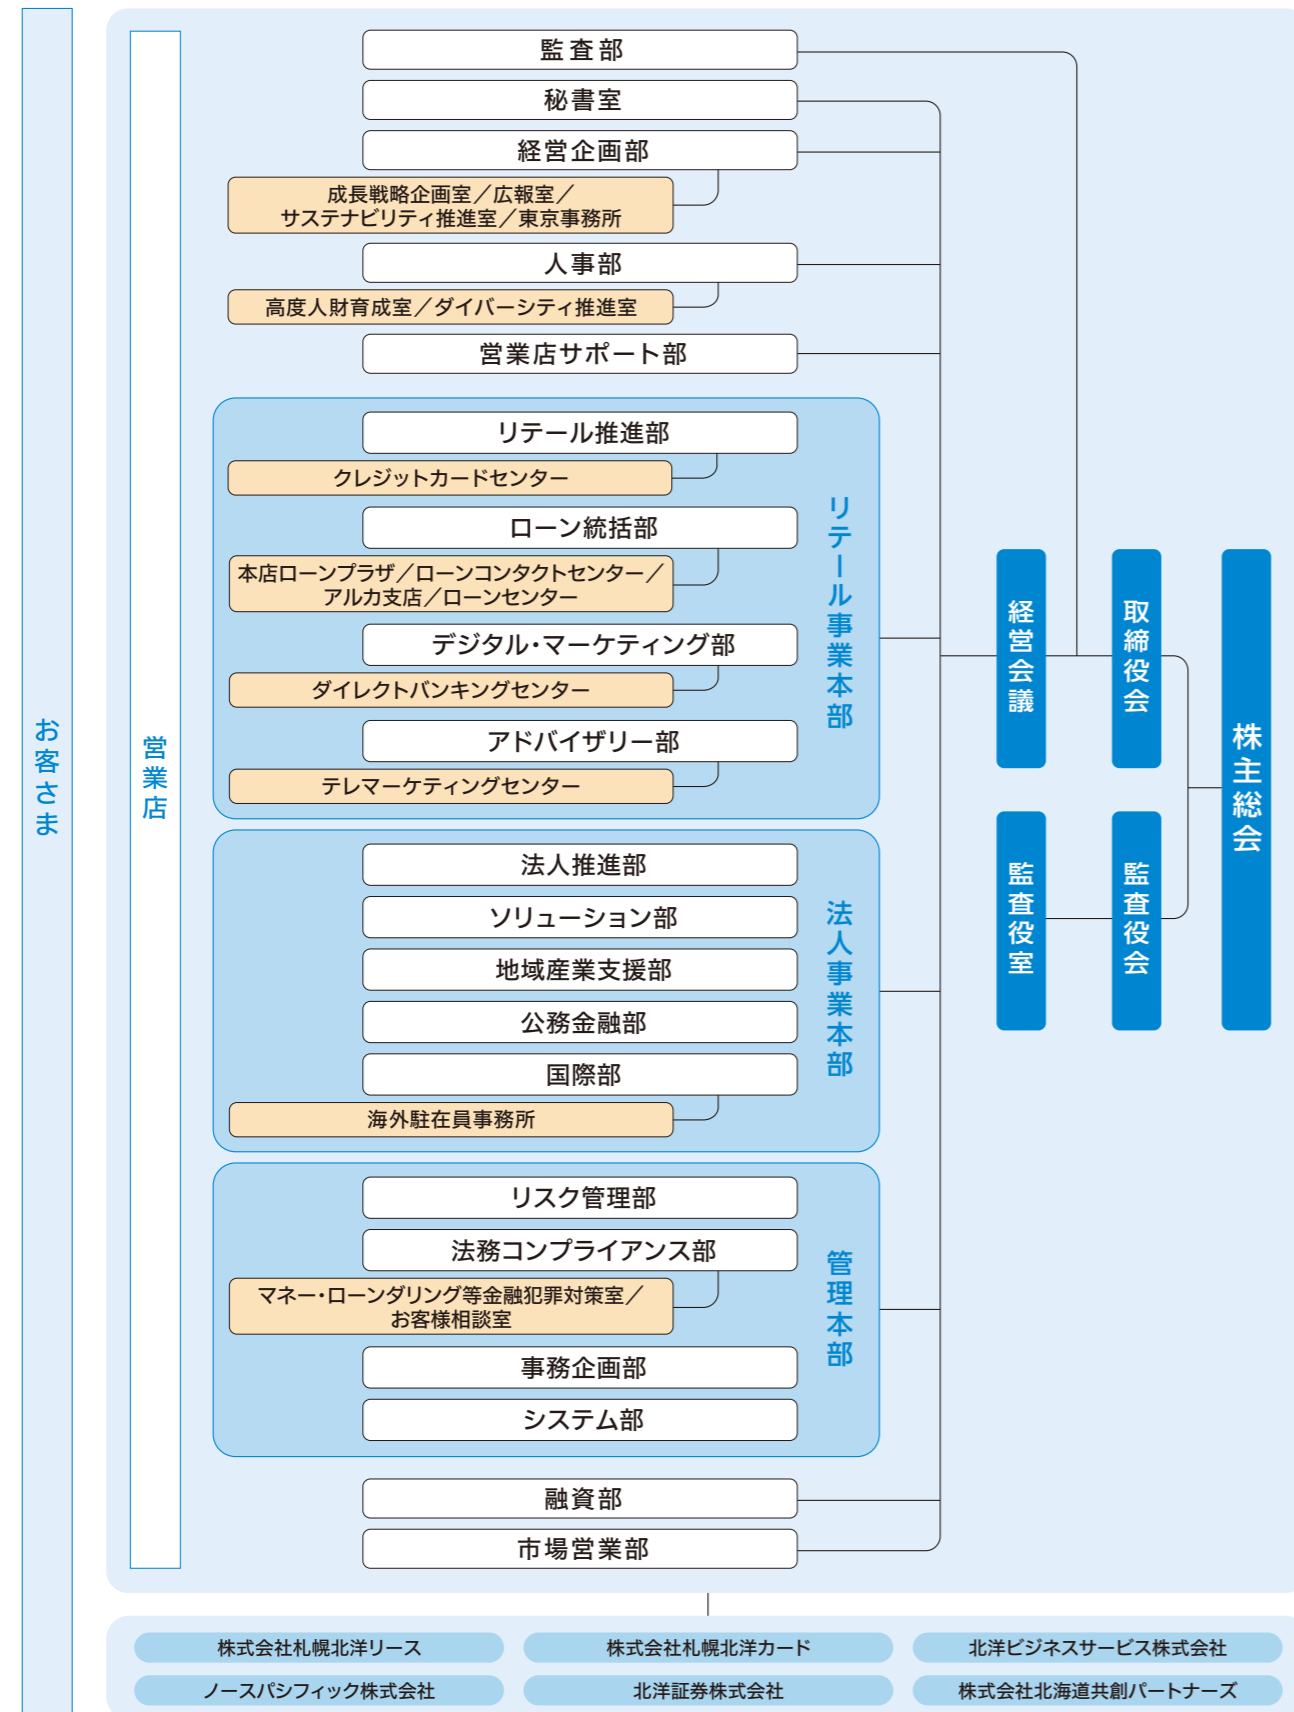 監査部
秘書室
経営企画部
成長戦略企画室／広報室／
サステナビリティ推進室／東京事務所
人事部
高度人財育成室／ダイバーシティ推進室
営業店サポート部
リテール推進部
クレジットカードセンター
ローン統括部
本店ローンプラザ／ローンコンタクトセンター／
アルカ支店／ローンセンター
デジタル・マーケティング部
ダイレクトバンキングセンター
アドバイザリー部
テレマーケティングセンター
リテール事業本部
法人推進部
ソリューション部
地域産業支援部
公務金融部
国際部
海外駐在員事務所
法人事業本部
リスク管理部
法務コンプライアンス部
マネー・ローンダリング等金融犯罪対策室／
お客様相談室
事務企画部
システム部
管理本部
融資部
市場営業部
お客さま
営業店
経営会議
取締役会
監査役室
監査役会
株主総会
株式会社札幌北洋リース
株式会社札幌北洋カード
北洋ビジネスサービス株式会社
ノースパシフィック株式会社
北洋証券株式会社
株式会社北海道共創パートナーズ